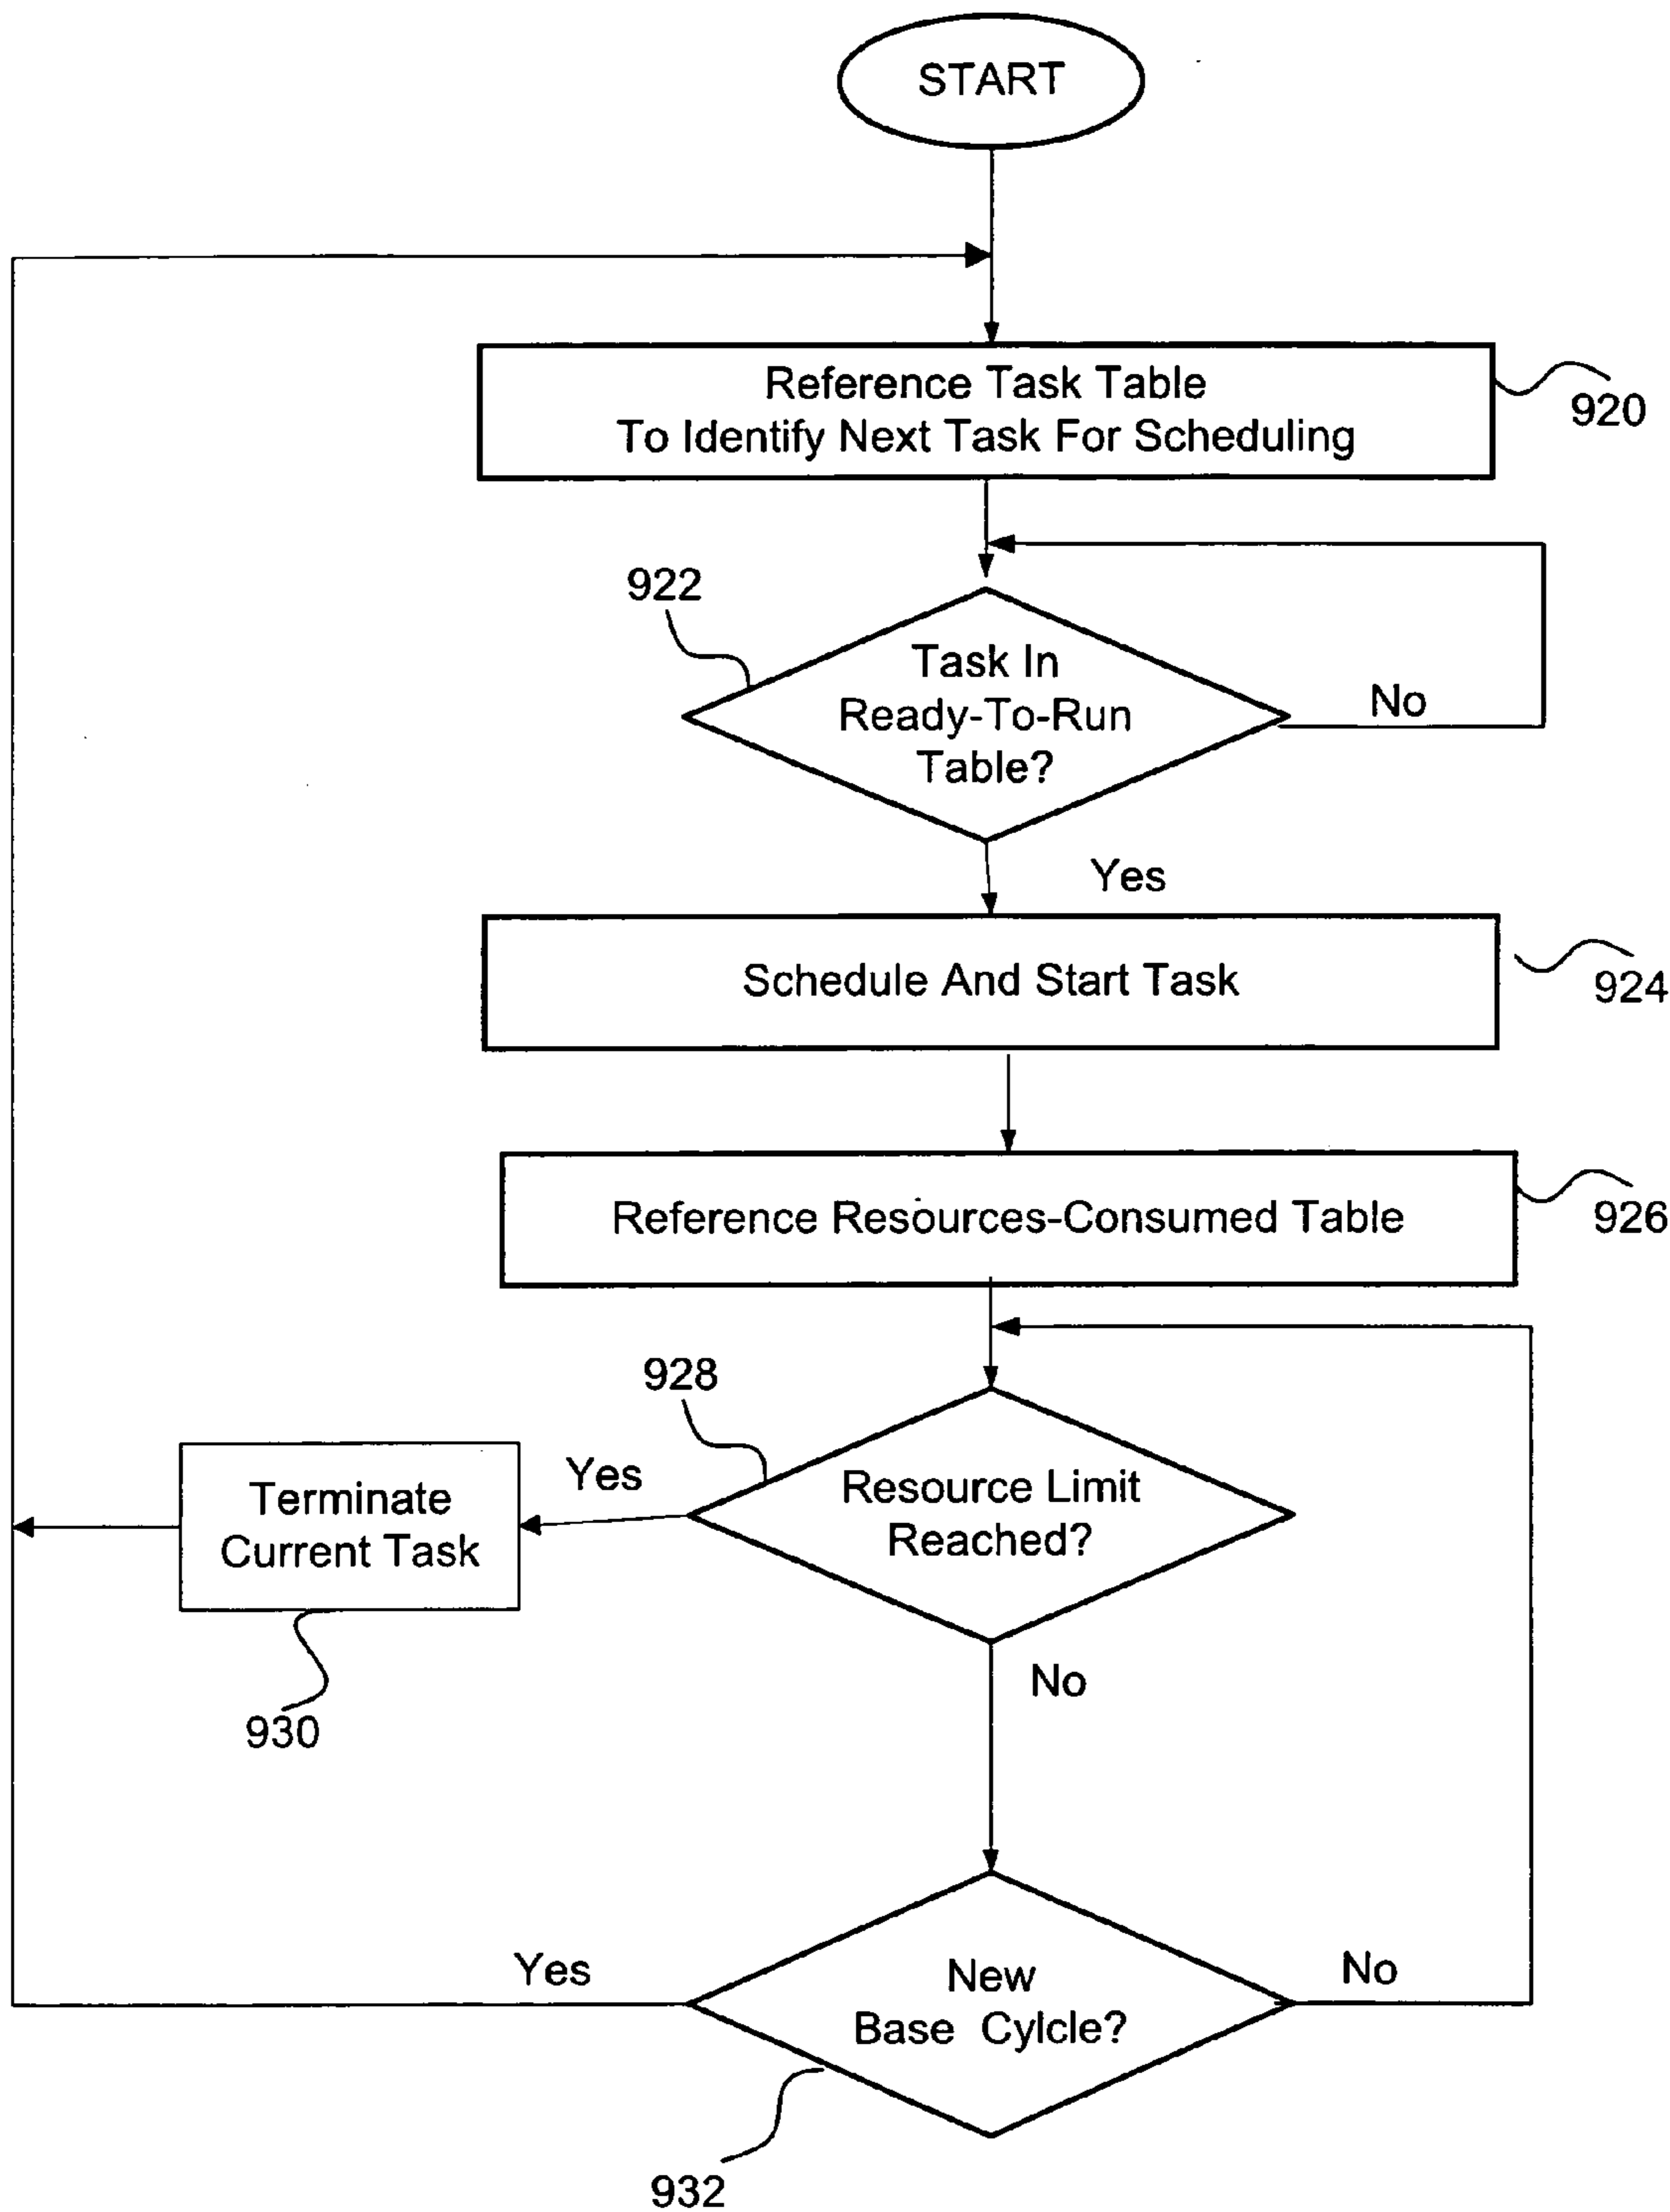 START
Reference Task Table
To Identify Next Task For Scheduling
920
922
Task In
Ready-To-Run
Table?
No
Yes
Schedule And Start Task
924
Reference Resources-Consumed Table
926
928
Resource Limit
Reached?
Yes
Terminate
Current Task
930
No
New
Base Cylcle?
Yes
No
932